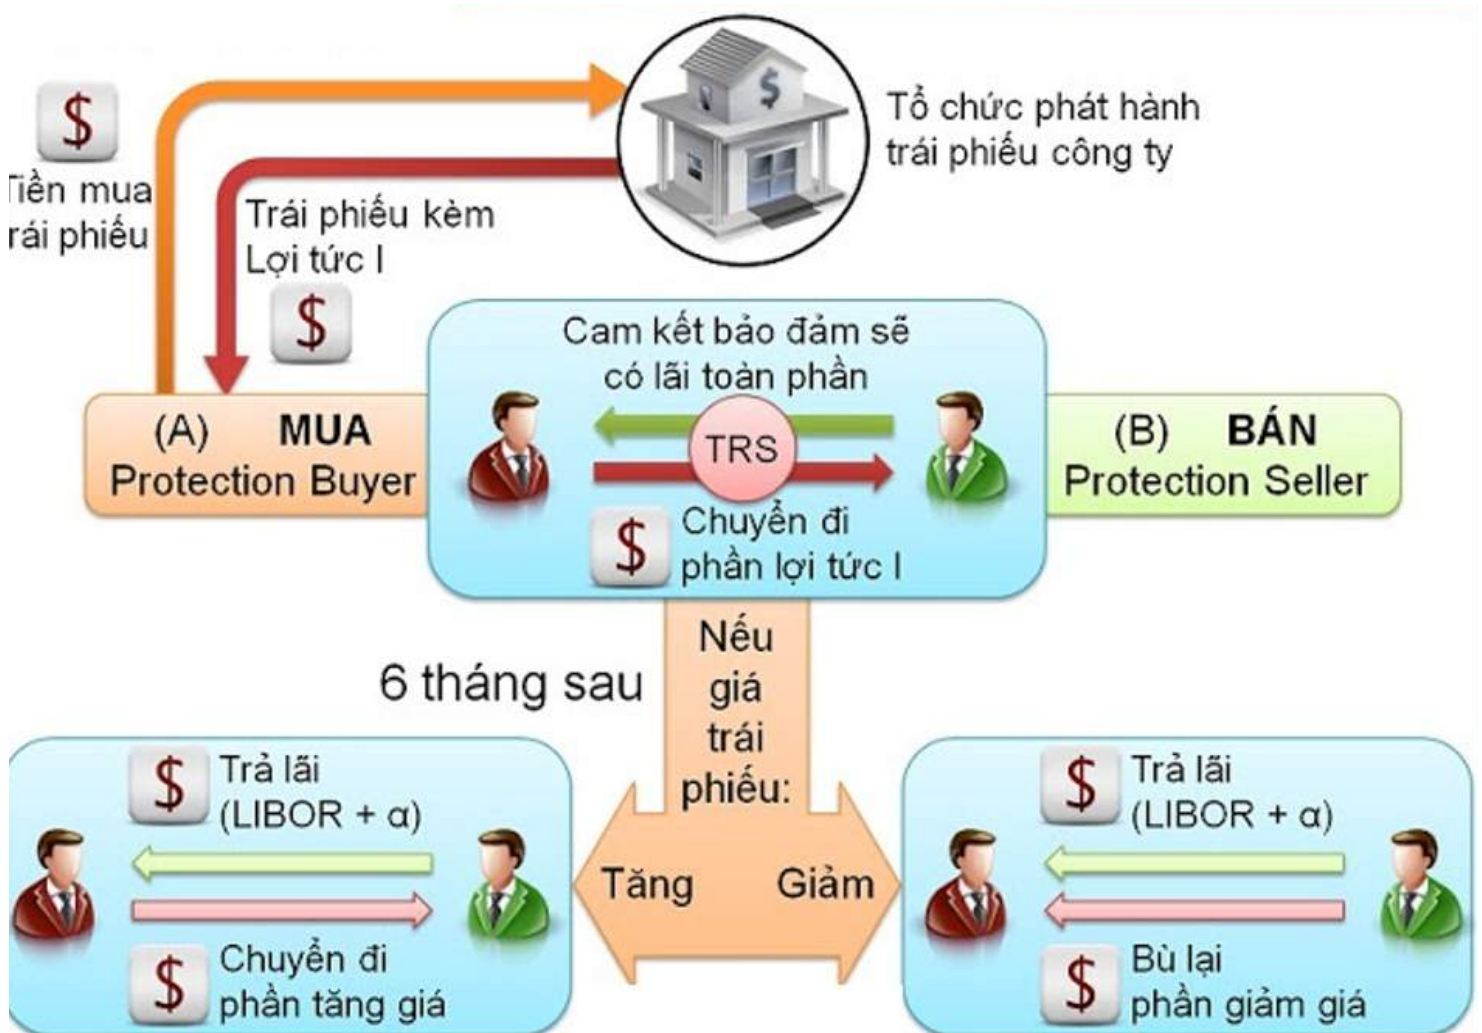 $
Tiền mua
rái phiếu
Trái phiếu kèm
Lợi tức I
$
$
Tổ chức phát hành
trái phiếu công ty
Cam kết bảo đảm sẽ
có lãi toàn phần
(A) MUA
Protection Buyer
TRS
(B) BÁN
Protection Seller
$
Chuyển đi
phần lợi tức I
6 tháng sau
Nếu
giá
trái
phiếu:
Tăng Giảm
$
Trả lãi
(LIBOR + α)
$
Chuyển đi
phần tăng giá
$
Trả lãi
(LIBOR + α)
$
Bù lại
phần giảm giá